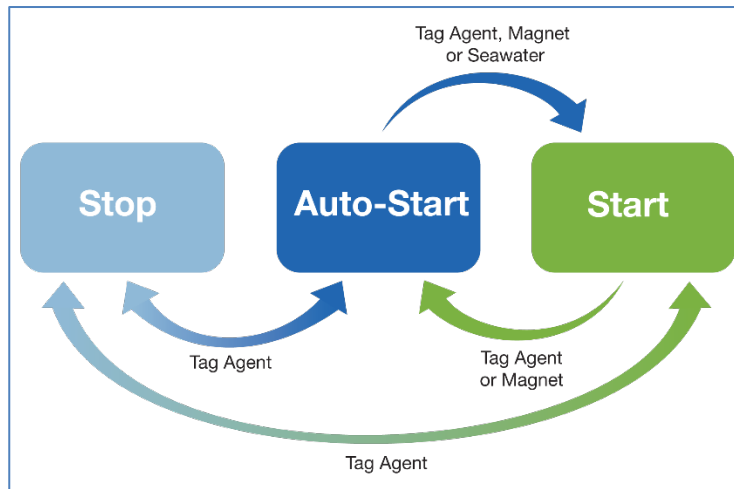 Tag Agent, Magnet
or Seawater
Stop
Auto-Start
Start
Tag Agent
Tag Agent
or Magnet
Tag Agent